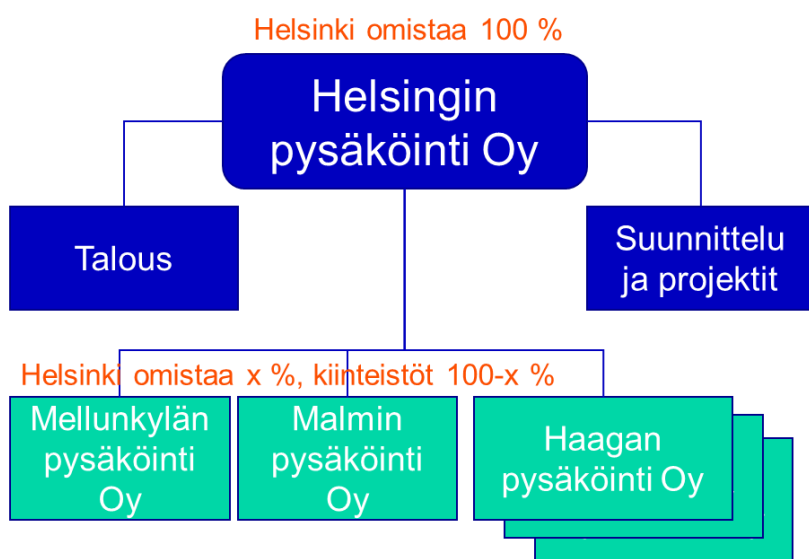 Helsinki omistaa 100 %
Helsingin
pysäköinti Oy
Talous
Suunnittelu
ja projektit
Helsinki omistaa x %, kiinteistöt 100-x %
Mellunkylän
pysäköinti
Oy
Malmin
pysäköinti
Oy
Haagan
pysäköinti Oy